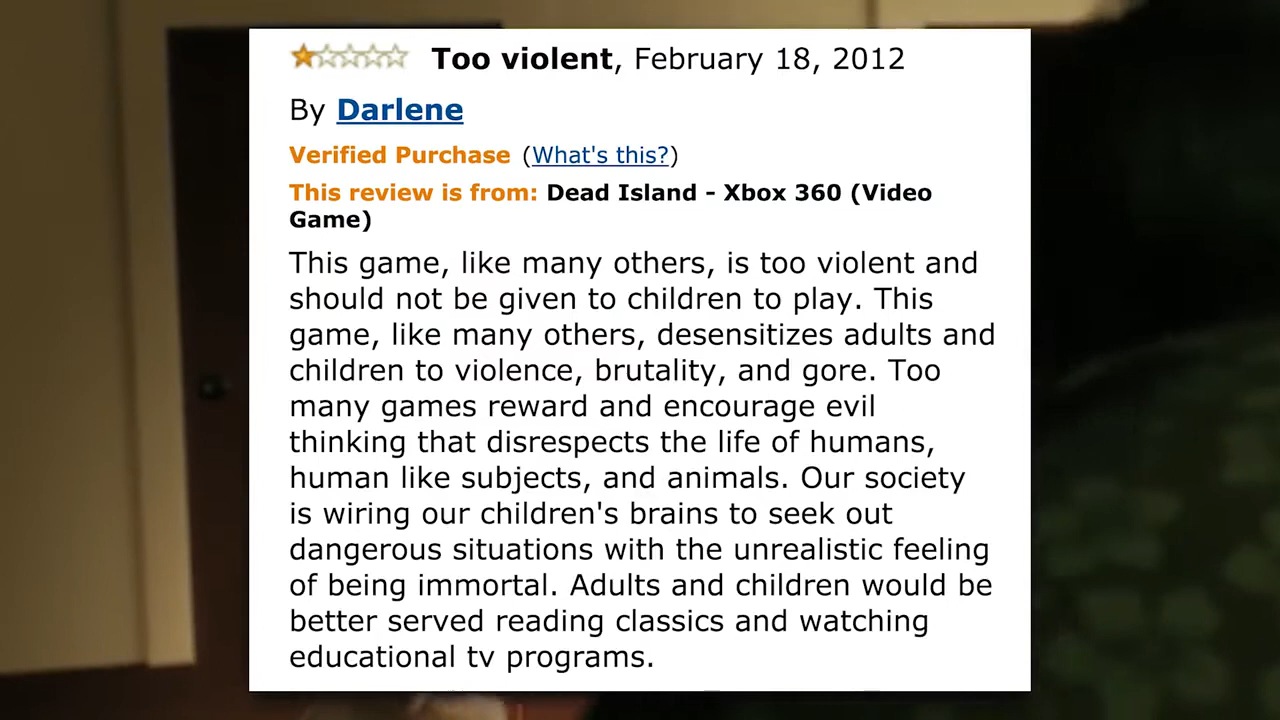 Too violent, February 18, 2012
By Darlene
Verified Purchase (What's this?)
This review is from: Dead Island - Xbox 360 (Video
Game)
This game, like many others, is too violent and
should not be given to children to play. This
game, like many others, desensitizes adults and
children to violence, brutality, and gore. Too
many games reward and encourage evil
thinking that disrespects the life of humans,
human like subjects, and animals. Our society
is wiring our children's brains to seek out
dangerous situations with the unrealistic feeling
of being immortal. Adults and children would be
better served reading classics and watching
educational tv programs.